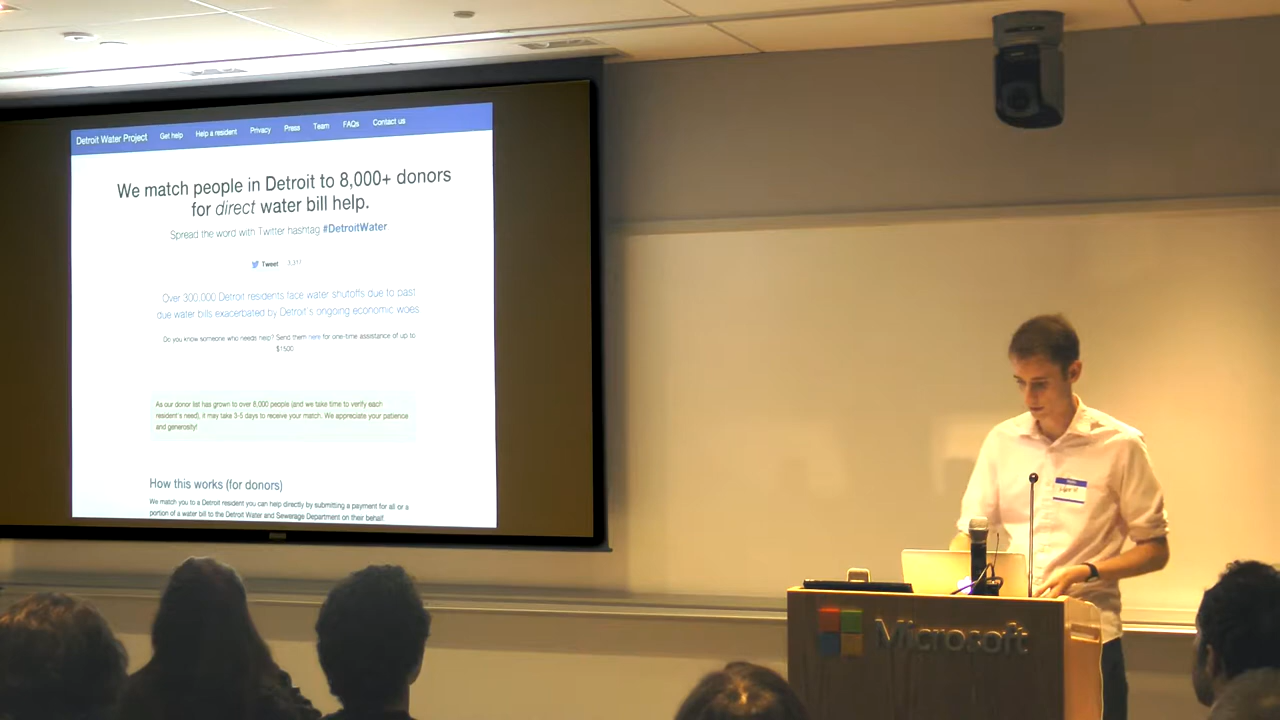 Detroit Water Project Get help Help a resident Privacy Press Team FAQs Contact us
We match people in Detroit to 8,000+ donors
for direct water bill help.
Spread the word with Twitter hashtag #DetroitWater
Tweet
Over 300,000 Detroit residents face water shutoffs due to past
due water bills exacerbated by Detroit's ongoing economic woes.
Do you know someone who needs help? Send them here for one-time assistance of up to
$1500
As our donor list has grown to over 8,000 people (and we take time to verify each
resident's need), it may take 3-5 days to receive your match. We appreciate your patience
and generosity!
How this works (for donors)
We match you to a Detroit resident you can help directly by submitting a payment for all or a
portion of a water bill to the Detroit Water and Sewerage Department on their behalf.
Microsoft